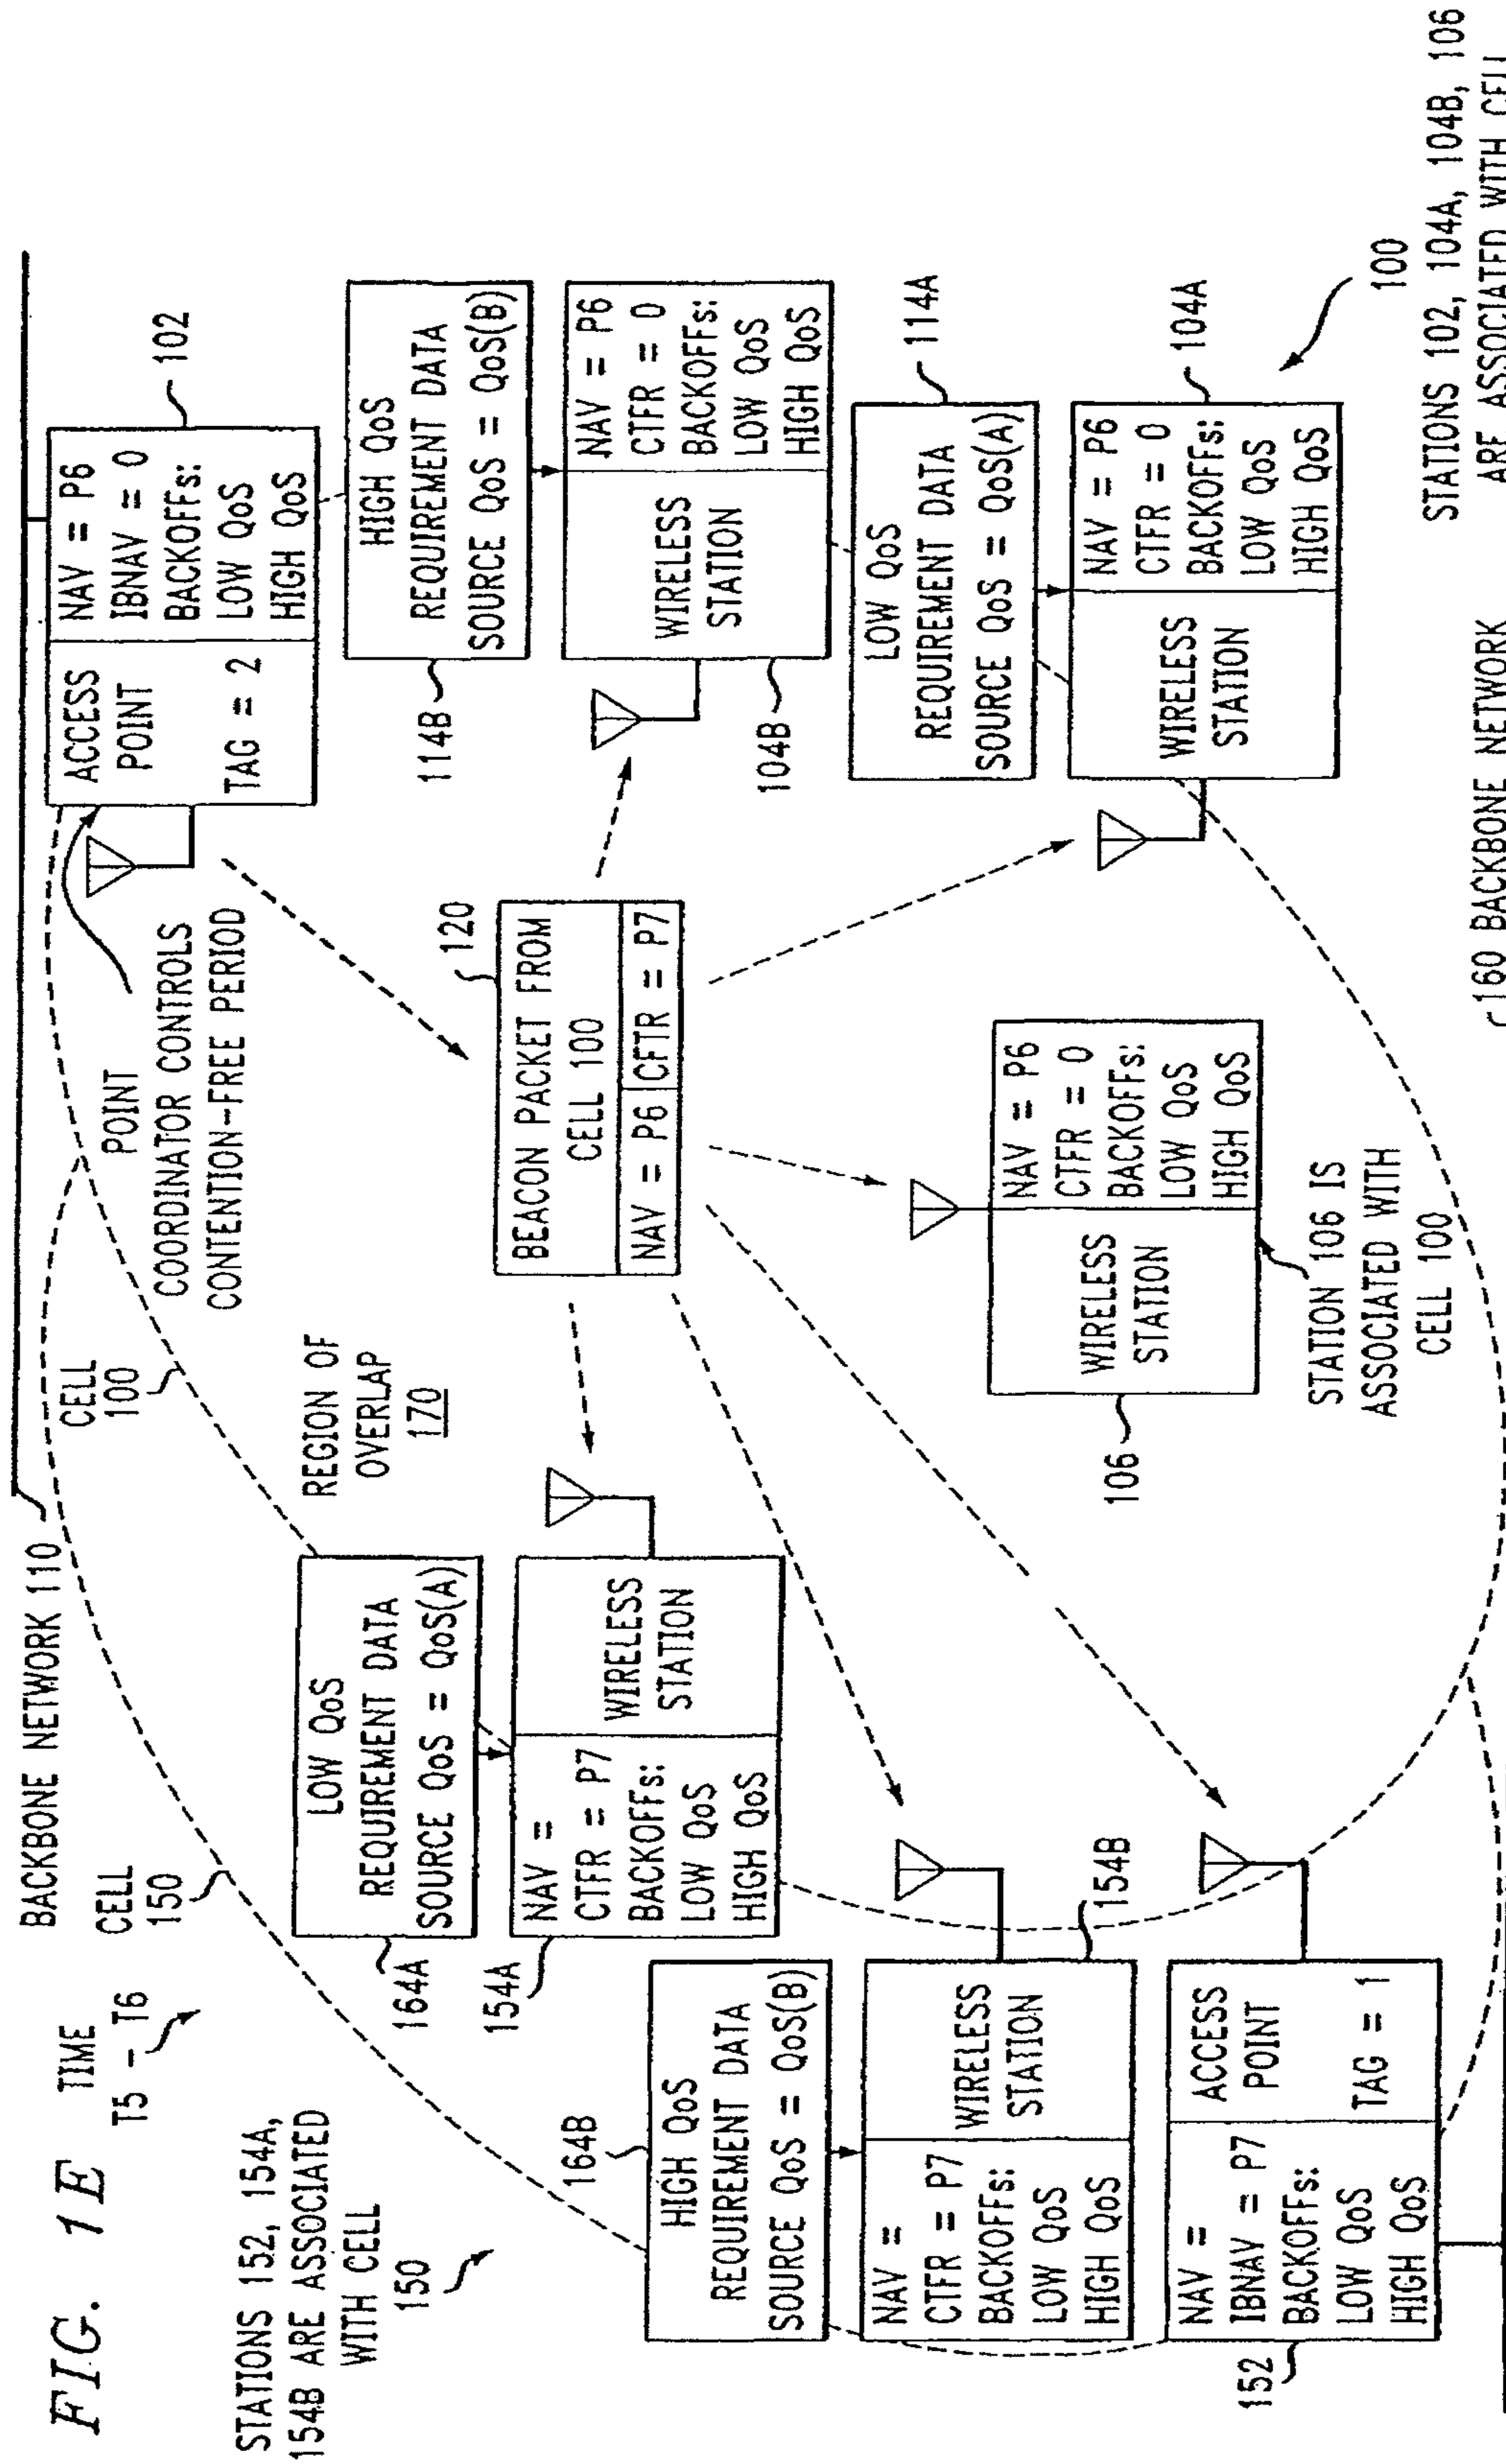 FIG. 1E
TIME
T5 - T6
STATIONS 152, 154A,
154B ARE ASSOCIATED
WITH CELL
150
BACKBONE NETWORK 110
CELL
150
CELL
100
POINT
COORDINATOR CONTROLS
CONTENTION-FREE PERIOD
REGION OF
OVERLAP
170
ACCESS
POINT
TAG = 2
NAV = P6
IBNAV = 0
BACKOFFs:
LOW QoS
HIGH QoS
102
HIGH QoS
REQUIREMENT DATA
SOURCE QoS = QoS(B)
114B
WIRELESS
STATION
NAV = P6
CTFR = 0
BACKOFFs:
LOW QoS
HIGH QoS
104B
LOW QoS
REQUIREMENT DATA
SOURCE QoS = QoS(A)
114A
WIRELESS
STATION
NAV = P6
CTFR = 0
BACKOFFs:
LOW QoS
HIGH QoS
104A
100
STATIONS 102, 104A, 104B, 106
ARE ASSOCIATED WITH CELL
120
BEACON PACKET FROM
CELL 100
NAV = P6 CFTR = P7
LOW QoS
REQUIREMENT DATA
SOURCE QoS = QoS(A)
164A
NAV =
CTFR = P7
BACKOFFs:
LOW QoS
HIGH QoS
WIRELESS
STATION
154A
164B
HIGH QoS
REQUIREMENT DATA
SOURCE QoS = QoS(B)
NAV =
CTFR = P7
BACKOFFs:
LOW QoS
HIGH QoS
WIRELESS
STATION
154B
NAV =
IBNAV = P7
BACKOFFs:
LOW QoS
HIGH QoS
ACCESS
POINT
TAG = 1
152
WIRELESS
STATION
NAV = P6
CTFR = 0
BACKOFFs:
LOW QoS
HIGH QoS
106
STATION 106 IS
ASSOCIATED WITH
CELL 100
160 BACKBONE NETWORK